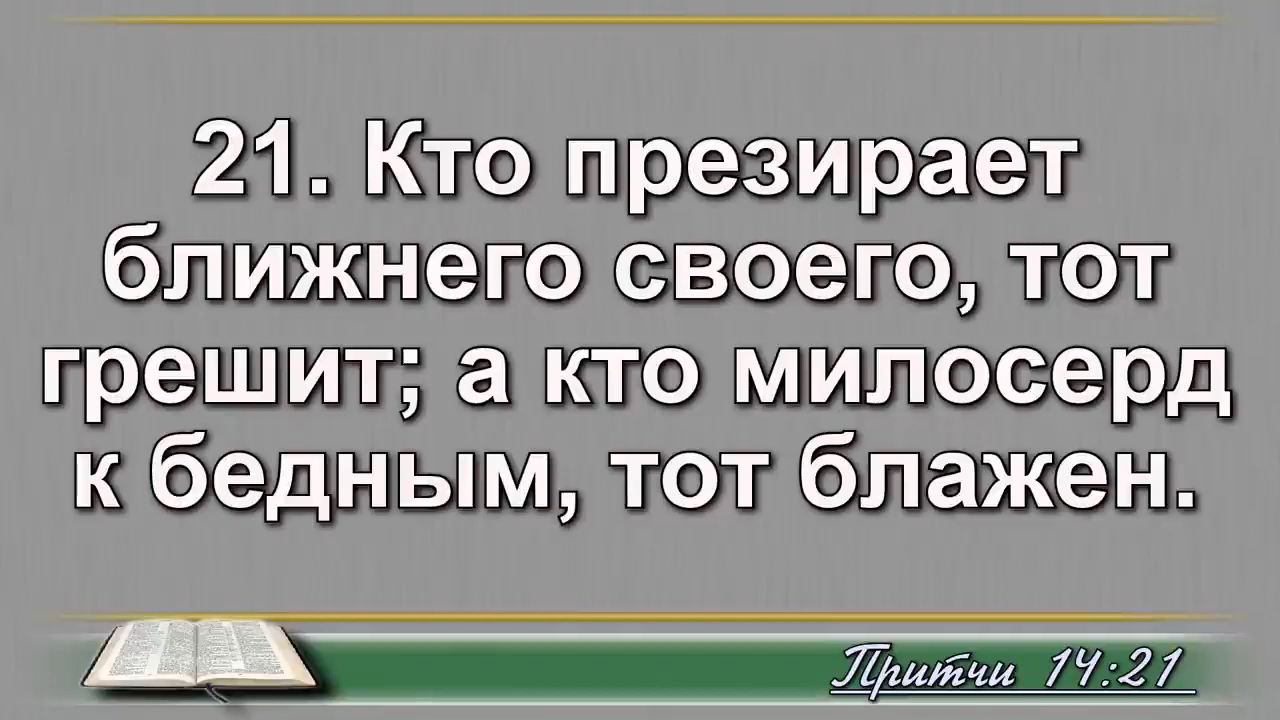 21. Кто презирает
ближнего своего, тот
грешит; а кто милосерд
к бедным, тот блажен.
Притчи 14:21